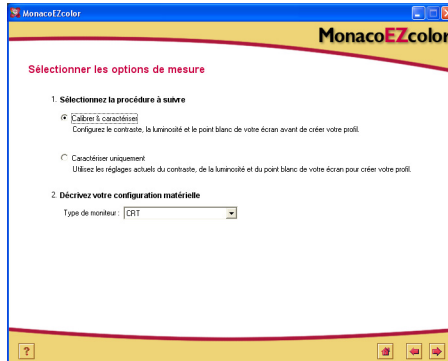 MonacoEZcolor
MonacoEZcolor
Sélectionner les options de mesure
1. Sélectionnez la procédure à suivre
Calibrer & caractériser
Configurez le contraste, la luminosité et le point blanc de votre écran avant de créer votre profil.
Caractériser uniquement
Utilisez les réglages actuels du contraste, de la luminosité et du point blanc de votre écran pour créer votre profil.
2. Décrivez votre configuration matérielle
Type de moniteur : CRT
?